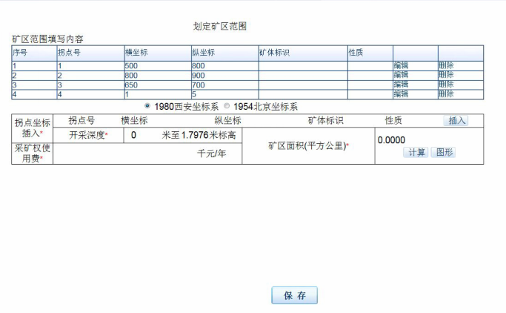 划定矿区范围
矿区范围填写内容
序号 拐点号 横坐标 纵坐标 矿体标识 性质
1 1 500 800 编辑 删除
2 2 800 900 编辑 删除
3 3 650 700 编辑 删除
4 4 1 5 编辑 删除
1980西安坐标系 1954北京坐标系
拐点坐标插入* 拐点号 横坐标 纵坐标 矿体标识 性质 插入
开采深度* 0 米至1.7976米标高 矿区面积(平方公里)* 0.0000 计算 图形
采矿权使用费* 千元/年
保 存